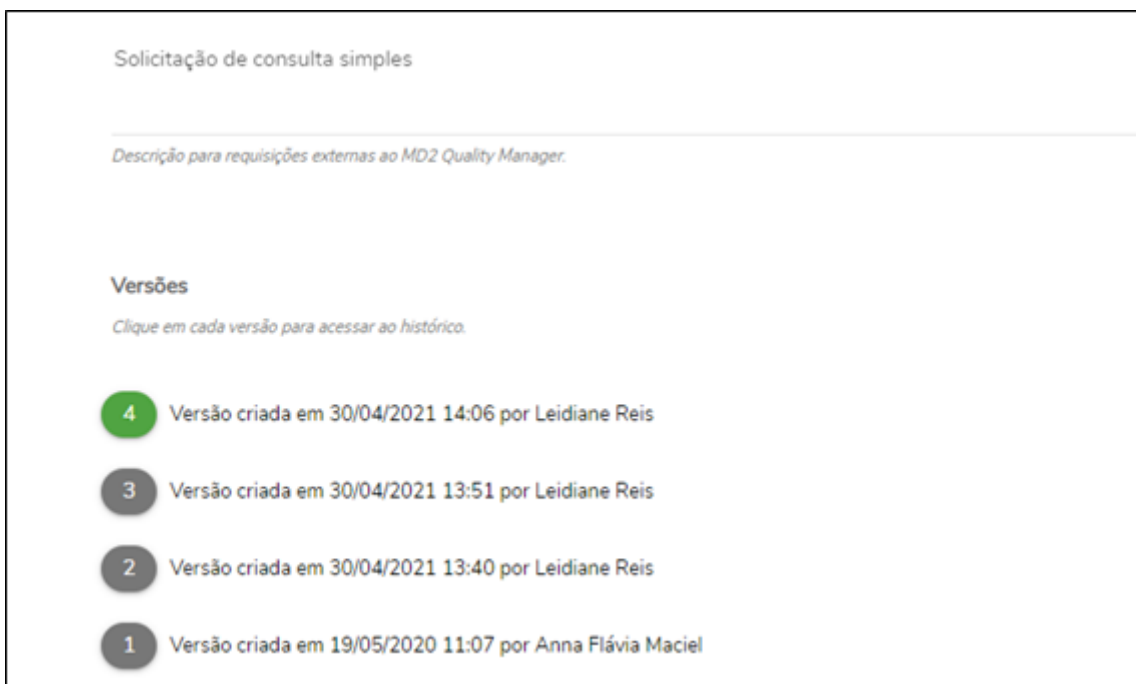 Solicitação de consulta simples
Descrição para requisições externas ao MD2 Quality Manager.
Versões
Clique em cada versão para acessar ao histórico.
4 Versão criada em 30/04/2021 14:06 por Leidiane Reis
3 Versão criada em 30/04/2021 13:51 por Leidiane Reis
2 Versão criada em 30/04/2021 13:40 por Leidiane Reis
1 Versão criada em 19/05/2020 11:07 por Anna Flávia Maciel